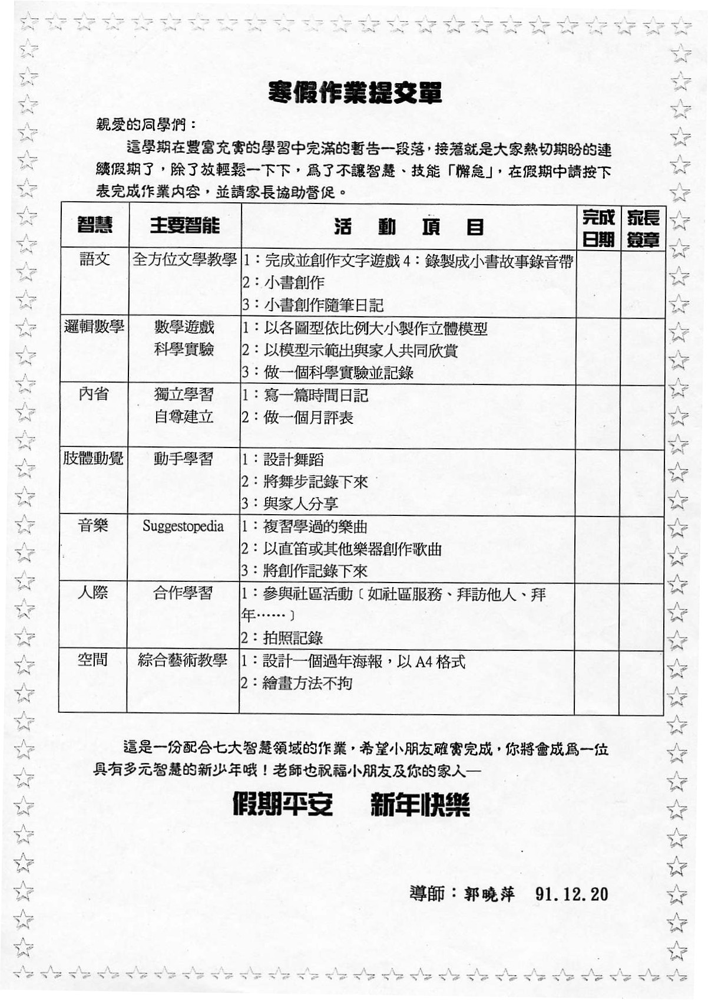 寒假作業提交單
親愛的同學們：
這學期在豐富充實的學習中完滿的暫告一段落，接著就是大家熱切期盼的連
續假期了，除了放輕鬆一下下，為了不讓智慧、技能「懈怠」，在假期中請按下
表完成作業內容，並請家長協助督促。
智慧 主要智能 活動項目 完成日期 家長簽章
語文 全方位文學教學 1：完成並創作文字遊戲 4：錄製成小書故事錄音帶
2：小書創作
3：小書創作隨筆日記
邏輯數學 數學遊戲 1：以各圖型依比例大小製作立體模型
科學實驗 2：以模型示範出與家人共同欣賞
3：做一個科學實驗並記錄
內省 獨立學習 1：寫一篇時間日記
自尊建立 2：做一個月評表
肢體動覺 動手學習 1：設計舞蹈
2：將舞步記錄下來
3：與家人分享
音樂 Suggestopedia 1：複習學過的樂曲
2：以直笛或其他樂器創作歌曲
3：將創作記錄下來
人際 合作學習 1：參與社區活動﹝如社區服務、拜訪他人、拜
年……﹞
2：拍照記錄
空間 綜合藝術教學 1：設計一個過年海報，以 A4 格式
2：繪畫方法不拘
這是一份配合七大智慧領域的作業，希望小朋友確實完成，你將會成為一位
具有多元智慧的新少年哦！老師也祝福小朋友及你的家人—
假期平安 新年快樂
導師：郭曉萍 91.12.20